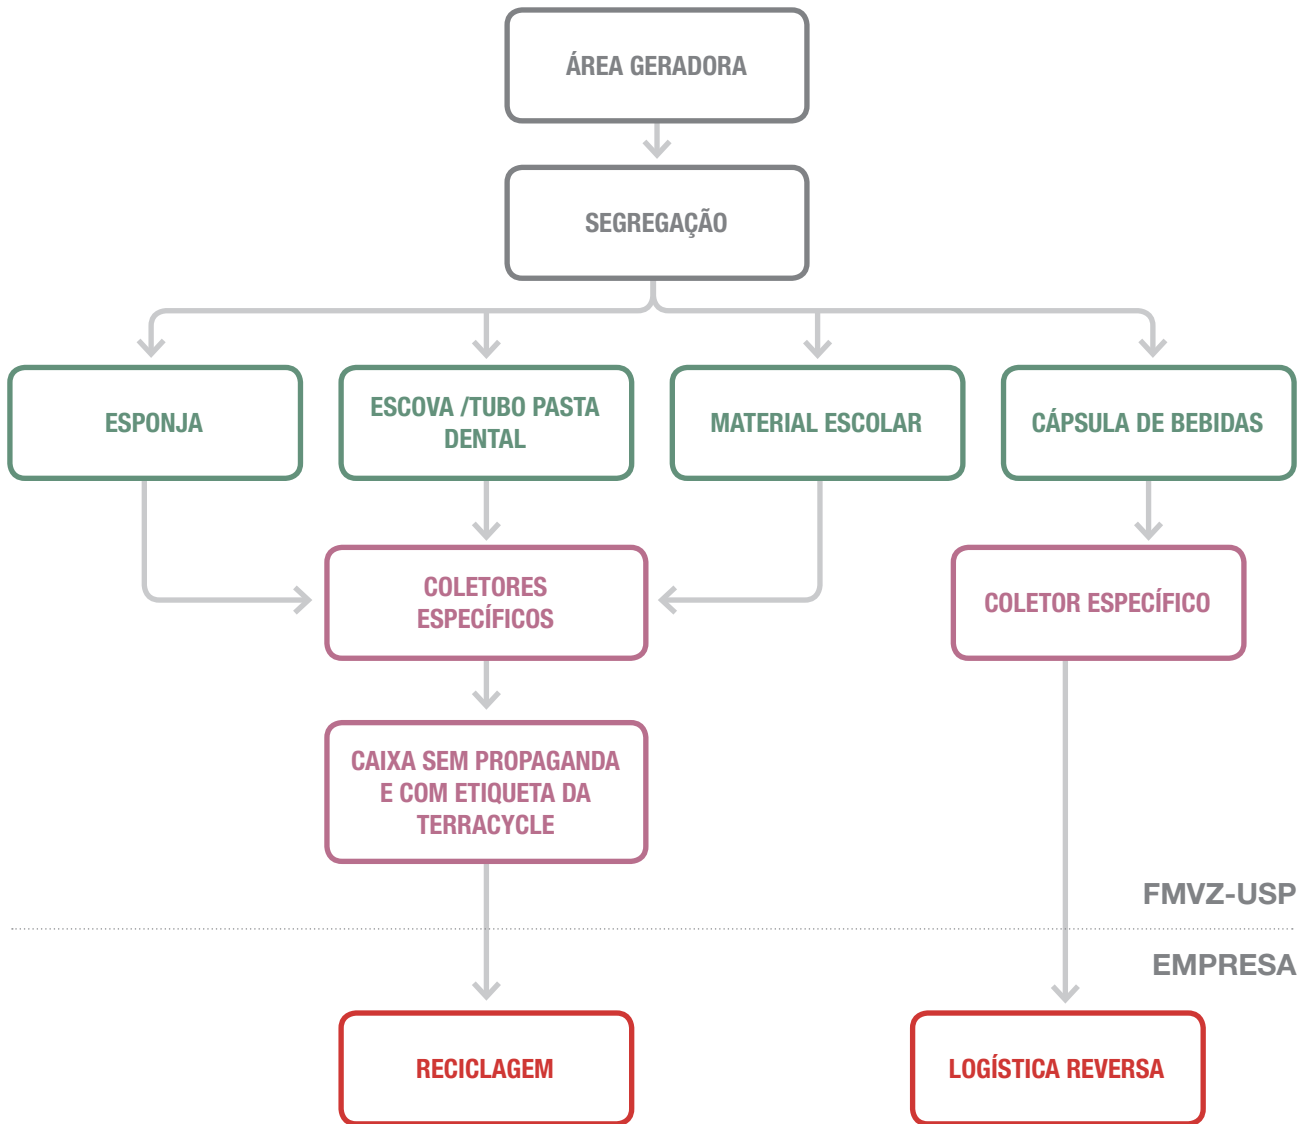 ÁREA GERADORA
SEGREGAÇÃO
ESPONJA
ESCOVA /TUBO PASTA
DENTAL
MATERIAL ESCOLAR
CÁPSULA DE BEBIDAS
COLETORES
ESPECÍFICOS
COLETOR ESPECÍFICO
CAIXA SEM PROPAGANDA
E COM ETIQUETA DA
TERRACYCLE
FMVZ-USP
EMPRESA
RECICLAGEM
LOGÍSTICA REVERSA